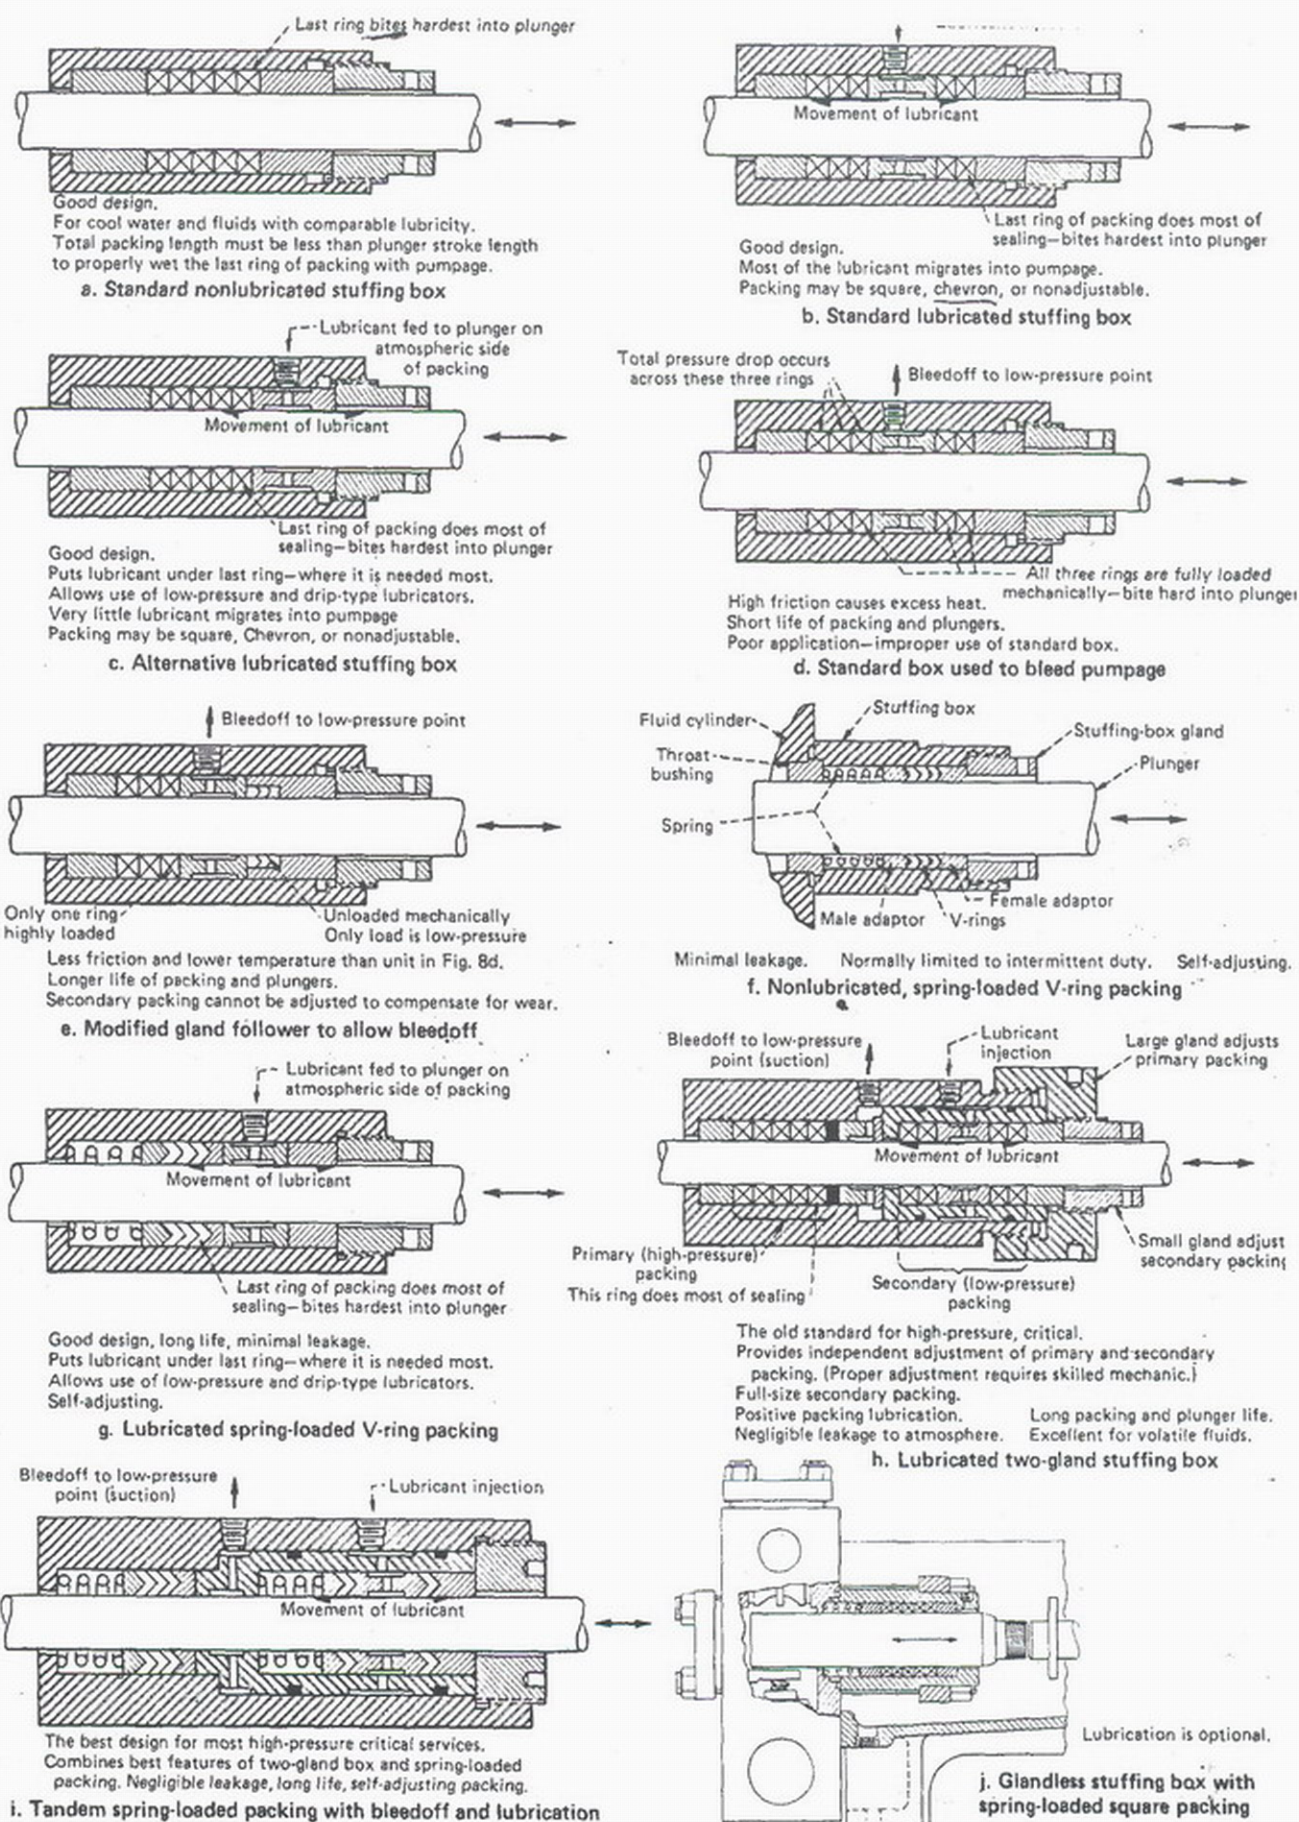 Last ring bites hardest into plunger
Good design.
For cool water and fluids with comparable lubricity.
Total packing length must be less than plunger stroke length
to properly wet the last ring of packing with pumpage.
a. Standard nonlubricated stuffing box
Movement of lubricant
Last ring of packing does most of
sealing—bites hardest into plunger
Good design.
Most of the lubricant migrates into pumpage.
Packing may be square, chevron, or nonadjustable.
b. Standard lubricated stuffing box
Lubricant fed to plunger on
atmospheric side
of packing
Movement of lubricant
Last ring of packing does most of
sealing—bites hardest into plunger
Good design.
Puts lubricant under last ring—where it is needed most.
Allows use of low-pressure and drip-type lubricators.
Very little lubricant migrates into pumpage
Packing may be square, Chevron, or nonadjustable.
c. Alternative lubricated stuffing box
Total pressure drop occurs
across these three rings
Bleedoff to low-pressure point
All three rings are fully loaded
mechanically—bite hard into plunger
High friction causes excess heat.
Short life of packing and plungers.
Poor application—improper use of standard box.
d. Standard box used to bleed pumpage
Bleedoff to low-pressure point
Only one ring
highly loaded
Unloaded mechanically
Only load is low-pressure
Less friction and lower temperature than unit in Fig. 8d.
Longer life of packing and plungers.
Secondary packing cannot be adjusted to compensate for wear.
e. Modified gland follower to allow bleedoff
Fluid cylinder
Stuffing box
Throat
bushing
Stuffing-box gland
Plunger
Spring
Female adaptor
Male adaptor
V-rings
Minimal leakage. Normally limited to intermittent duty. Self-adjusting.
f. Nonlubricated, spring-loaded V-ring packing
Lubricant fed to plunger on
atmospheric side of packing
Movement of lubricant
Last ring of packing does most of
sealing—bites hardest into plunger
Good design, long life, minimal leakage.
Puts lubricant under last ring—where it is needed most.
Allows use of low-pressure and drip-type lubricators.
Self-adjusting.
g. Lubricated spring-loaded V-ring packing
Bleedoff to low-pressure
point (suction)
Lubricant
injection
Large gland adjusts
primary packing
Movement of lubricant
Primary (high-pressure)
packing
This ring does most of sealing
Secondary (low-pressure)
packing
Small gland adjust
secondary packing
The old standard for high-pressure, critical.
Provides independent adjustment of primary and secondary
packing. (Proper adjustment requires skilled mechanic.)
Full-size secondary packing.
Positive packing lubrication. Long packing and plunger life.
Negligible leakage to atmosphere. Excellent for volatile fluids.
h. Lubricated two-gland stuffing box
Bleedoff to low-pressure
point (suction)
Lubricant injection
Movement of lubricant
The best design for most high-pressure critical services.
Combines best features of two-gland box and spring-loaded
packing. Negligible leakage, long life, self-adjusting packing.
i. Tandem spring-loaded packing with bleedoff and lubrication
Lubrication is optional.
j. Glandless stuffing box with
spring-loaded square packing